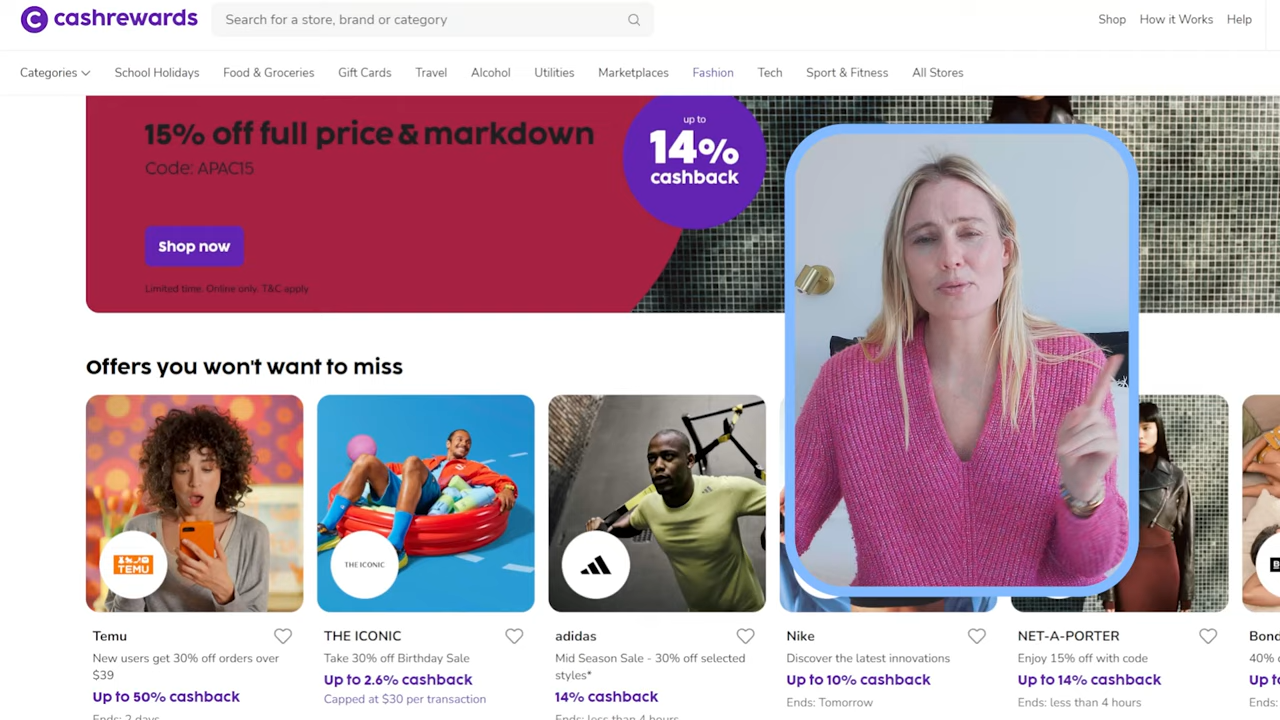 cashrewards
Search for a store, brand or category
Shop
How it Works
Help
Categories
School Holidays
Food & Groceries
Gift Cards
Travel
Alcohol
Utilities
Marketplaces
Fashion
Tech
Sport & Fitness
All Stores
15% off full price & markdown
Code: APAC15
Shop now
Limited time. Online only. T&C apply
up to
14%
cashback
Offers you won't want to miss
TEMU
THE ICONIC
Temu
New users get 30% off orders over
$39
Up to 50% cashback
Ends: 2 days
THE ICONIC
Take 30% off Birthday Sale
Up to 2.6% cashback
Capped at $30 per transaction
adidas
Mid Season Sale - 30% off selected
styles*
14% cashback
Ends: less than 4 hours
Nike
Discover the latest innovations
Up to 10% cashback
Ends: Tomorrow
NET-A-PORTER
Enjoy 15% off with code
Up to 14% cashback
Ends: less than 4 hours
Bond
40%
Up to